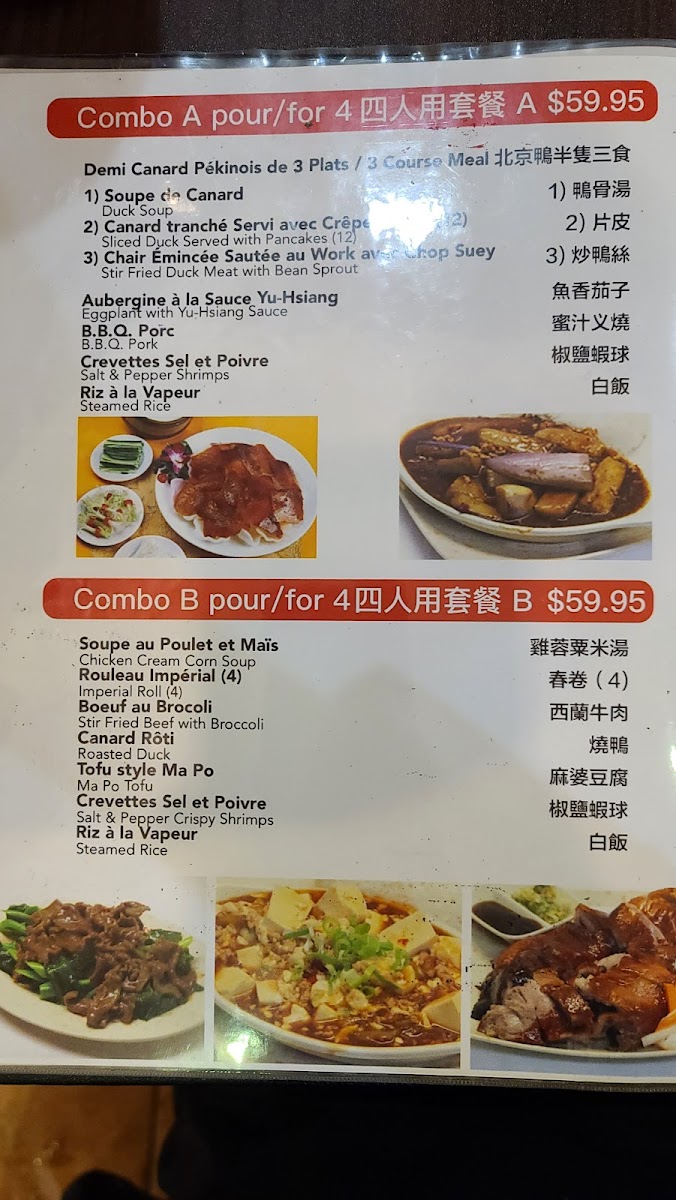 Combo A pour/for 4 四人用套餐 A $59.95
Demi Canard Pékinois de 3 Plats / 3 Course Meal 北京鴨半隻三食
1) Soupe de Canard 1) 鴨骨湯
Duck Soup
2) Canard tranché Servi avec Crêpe 2) 片皮
Sliced Duck Served with Pancakes (12)
3) Chair Émincée Sautée au Work avec Chop Suey 3) 炒鴨絲
Stir Fried Duck Meat with Bean Sprout
Aubergine à la Sauce Yu-Hsiang 魚香茄子
Eggplant with Yu-Hsiang Sauce
B.B.Q. Porc 蜜汁义燒
B.B.Q. Pork
Crevettes Sel et Poivre 椒鹽蝦球
Salt & Pepper Shrimps
Riz à la Vapeur 白飯
Steamed Rice
Combo B pour/for 4 四人用套餐 B $59.95
Soupe au Poulet et Maïs 雞蓉粟米湯
Chicken Cream Corn Soup
Rouleau Impérial (4) 春卷 (4)
Imperial Roll (4)
Boeuf au Brocoli 西蘭牛肉
Stir Fried Beef with Broccoli
Canard Rôti 燒鴨
Roasted Duck
Tofu style Ma Po 麻婆豆腐
Ma Po Tofu
Crevettes Sel et Poivre 椒鹽蝦球
Salt & Pepper Crispy Shrimps
Riz à la Vapeur 白飯
Steamed Rice